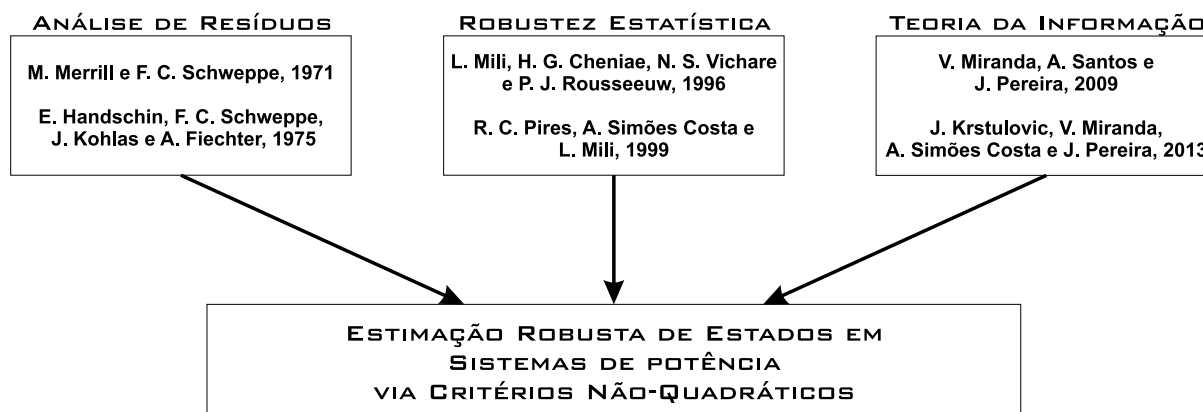 ANÁLISE DE RESÍDUOS
M. Merrill e F. C. Schweppe, 1971
E. Handschin, F. C. Schweppe,
J. Kohlas e A. Fiechter, 1975
ROBUSTEZ ESTATÍSTICA
L. Mili, H. G. Cheniae, N. S. Vichare
e P. J. Rousseeuw, 1996
R. C. Pires, A. Simões Costa e
L. Mili, 1999
TEORIA DA INFORMAÇÃO
V. Miranda, A. Santos e
J. Pereira, 2009
J. Krstulovic, V. Miranda,
A. Simões Costa e J. Pereira, 2013
ESTIMAÇÃO ROBUSTA DE ESTADOS EM
SISTEMAS DE POTÊNCIA
VIA CRITÉRIOS NÃO-QUADRÁTICOS